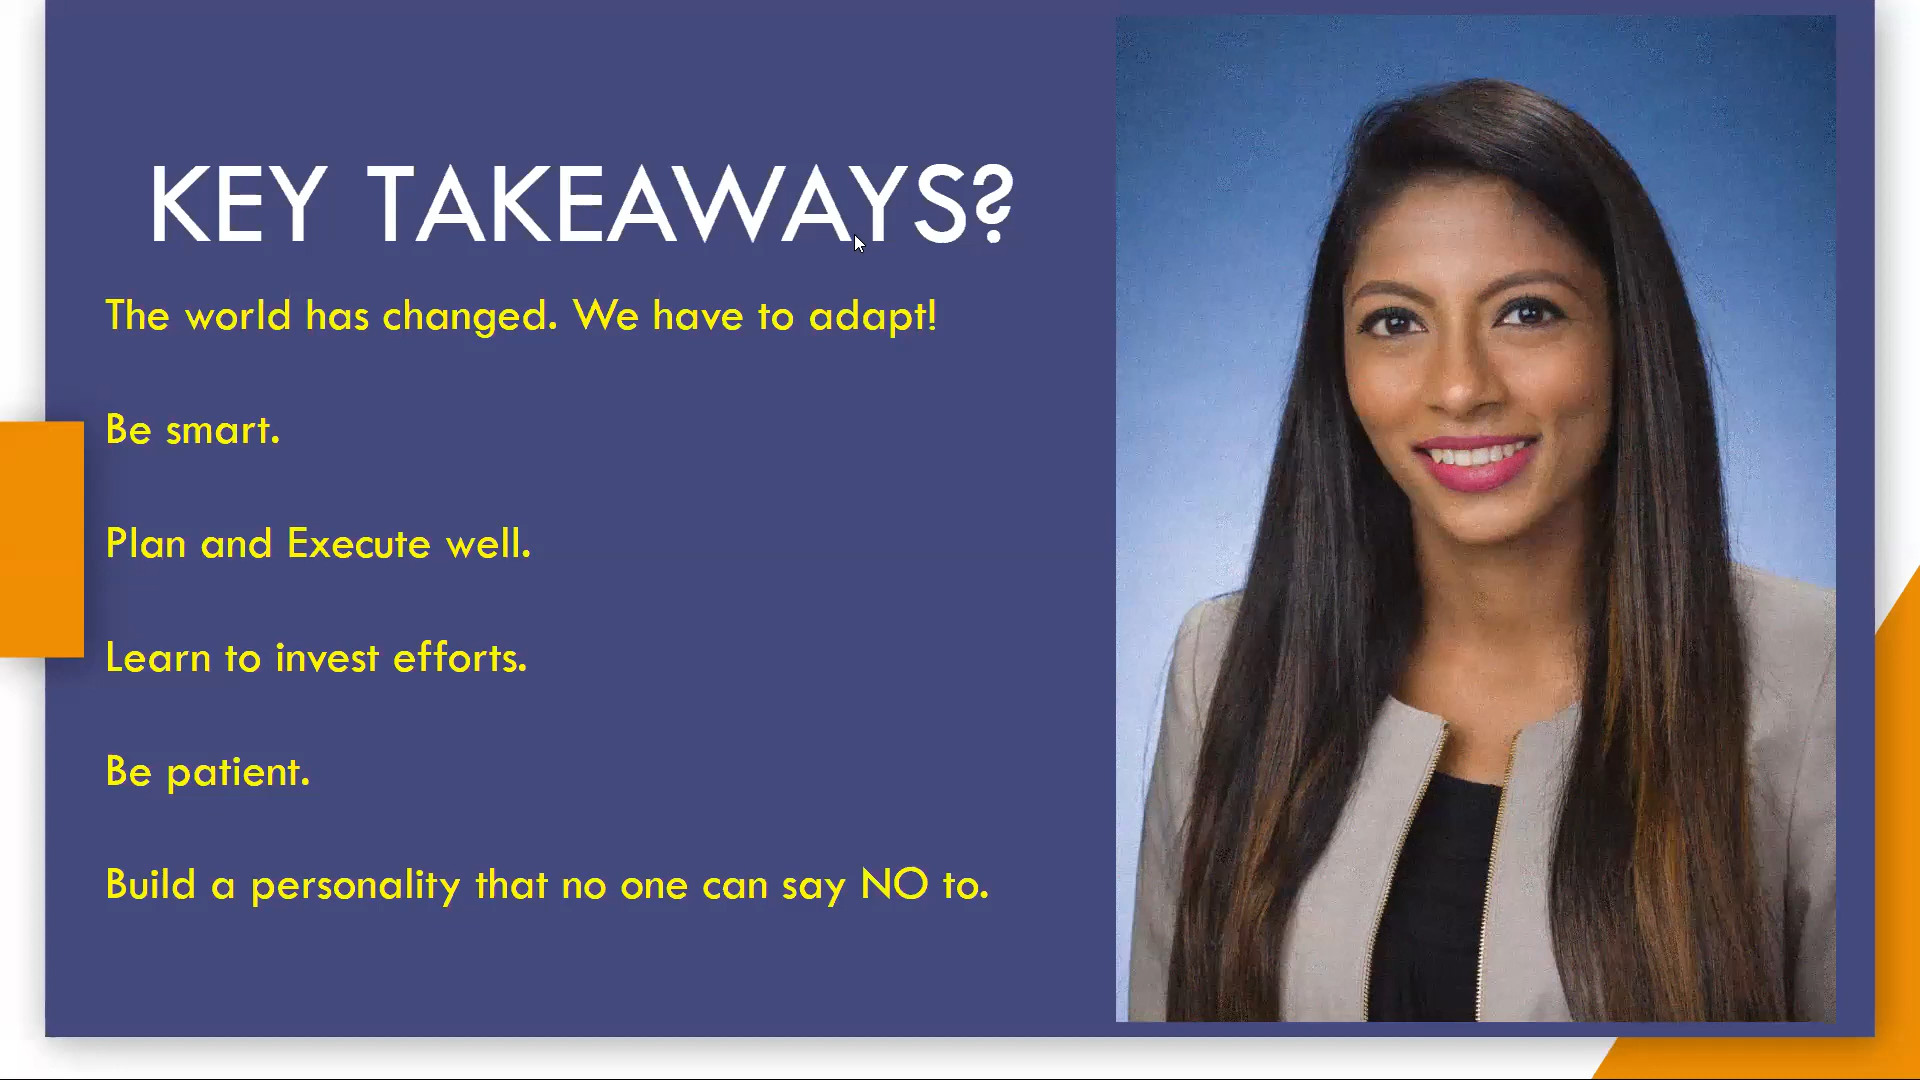 KEY TAKEAWAYS?
The world has changed. We have to adapt!
Be smart.
Plan and Execute well.
Learn to invest efforts.
Be patient.
Build a personality that no one can say NO to.